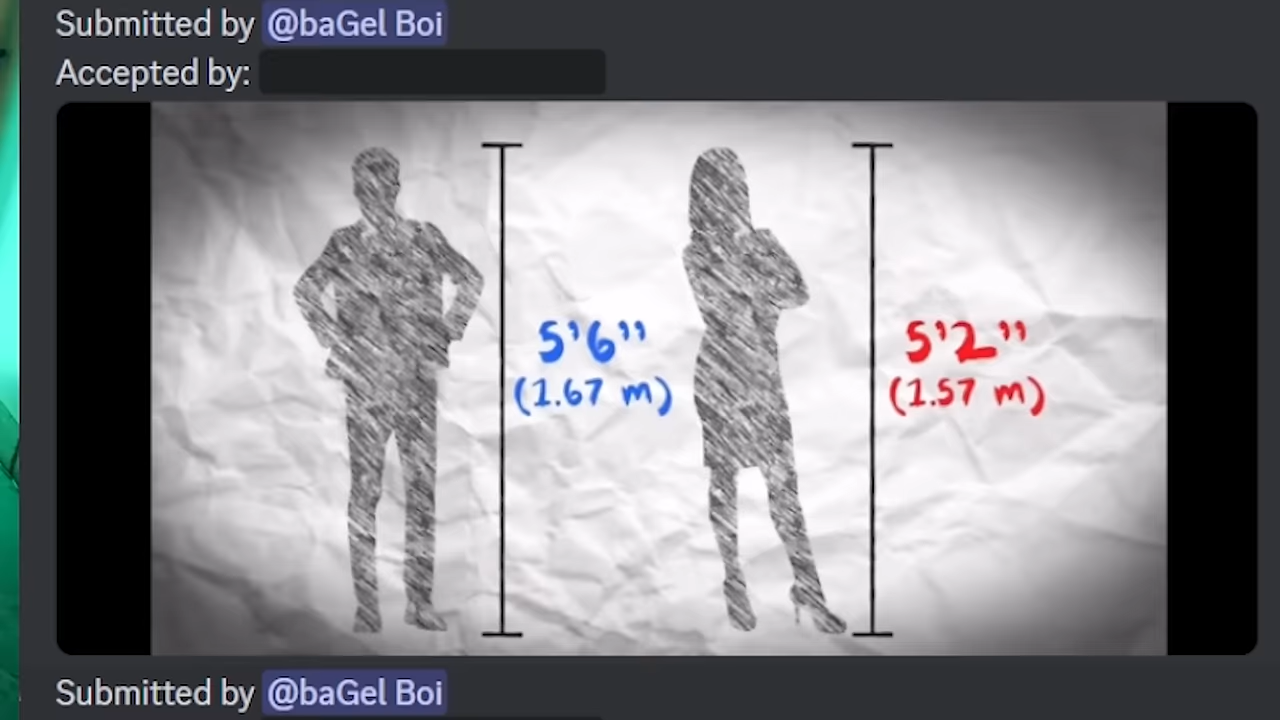 Submitted by @baGel Boi
Accepted by:
5'6"
(1.67 m)
5'2"
(1.57 m)
Submitted by @baGel Boi